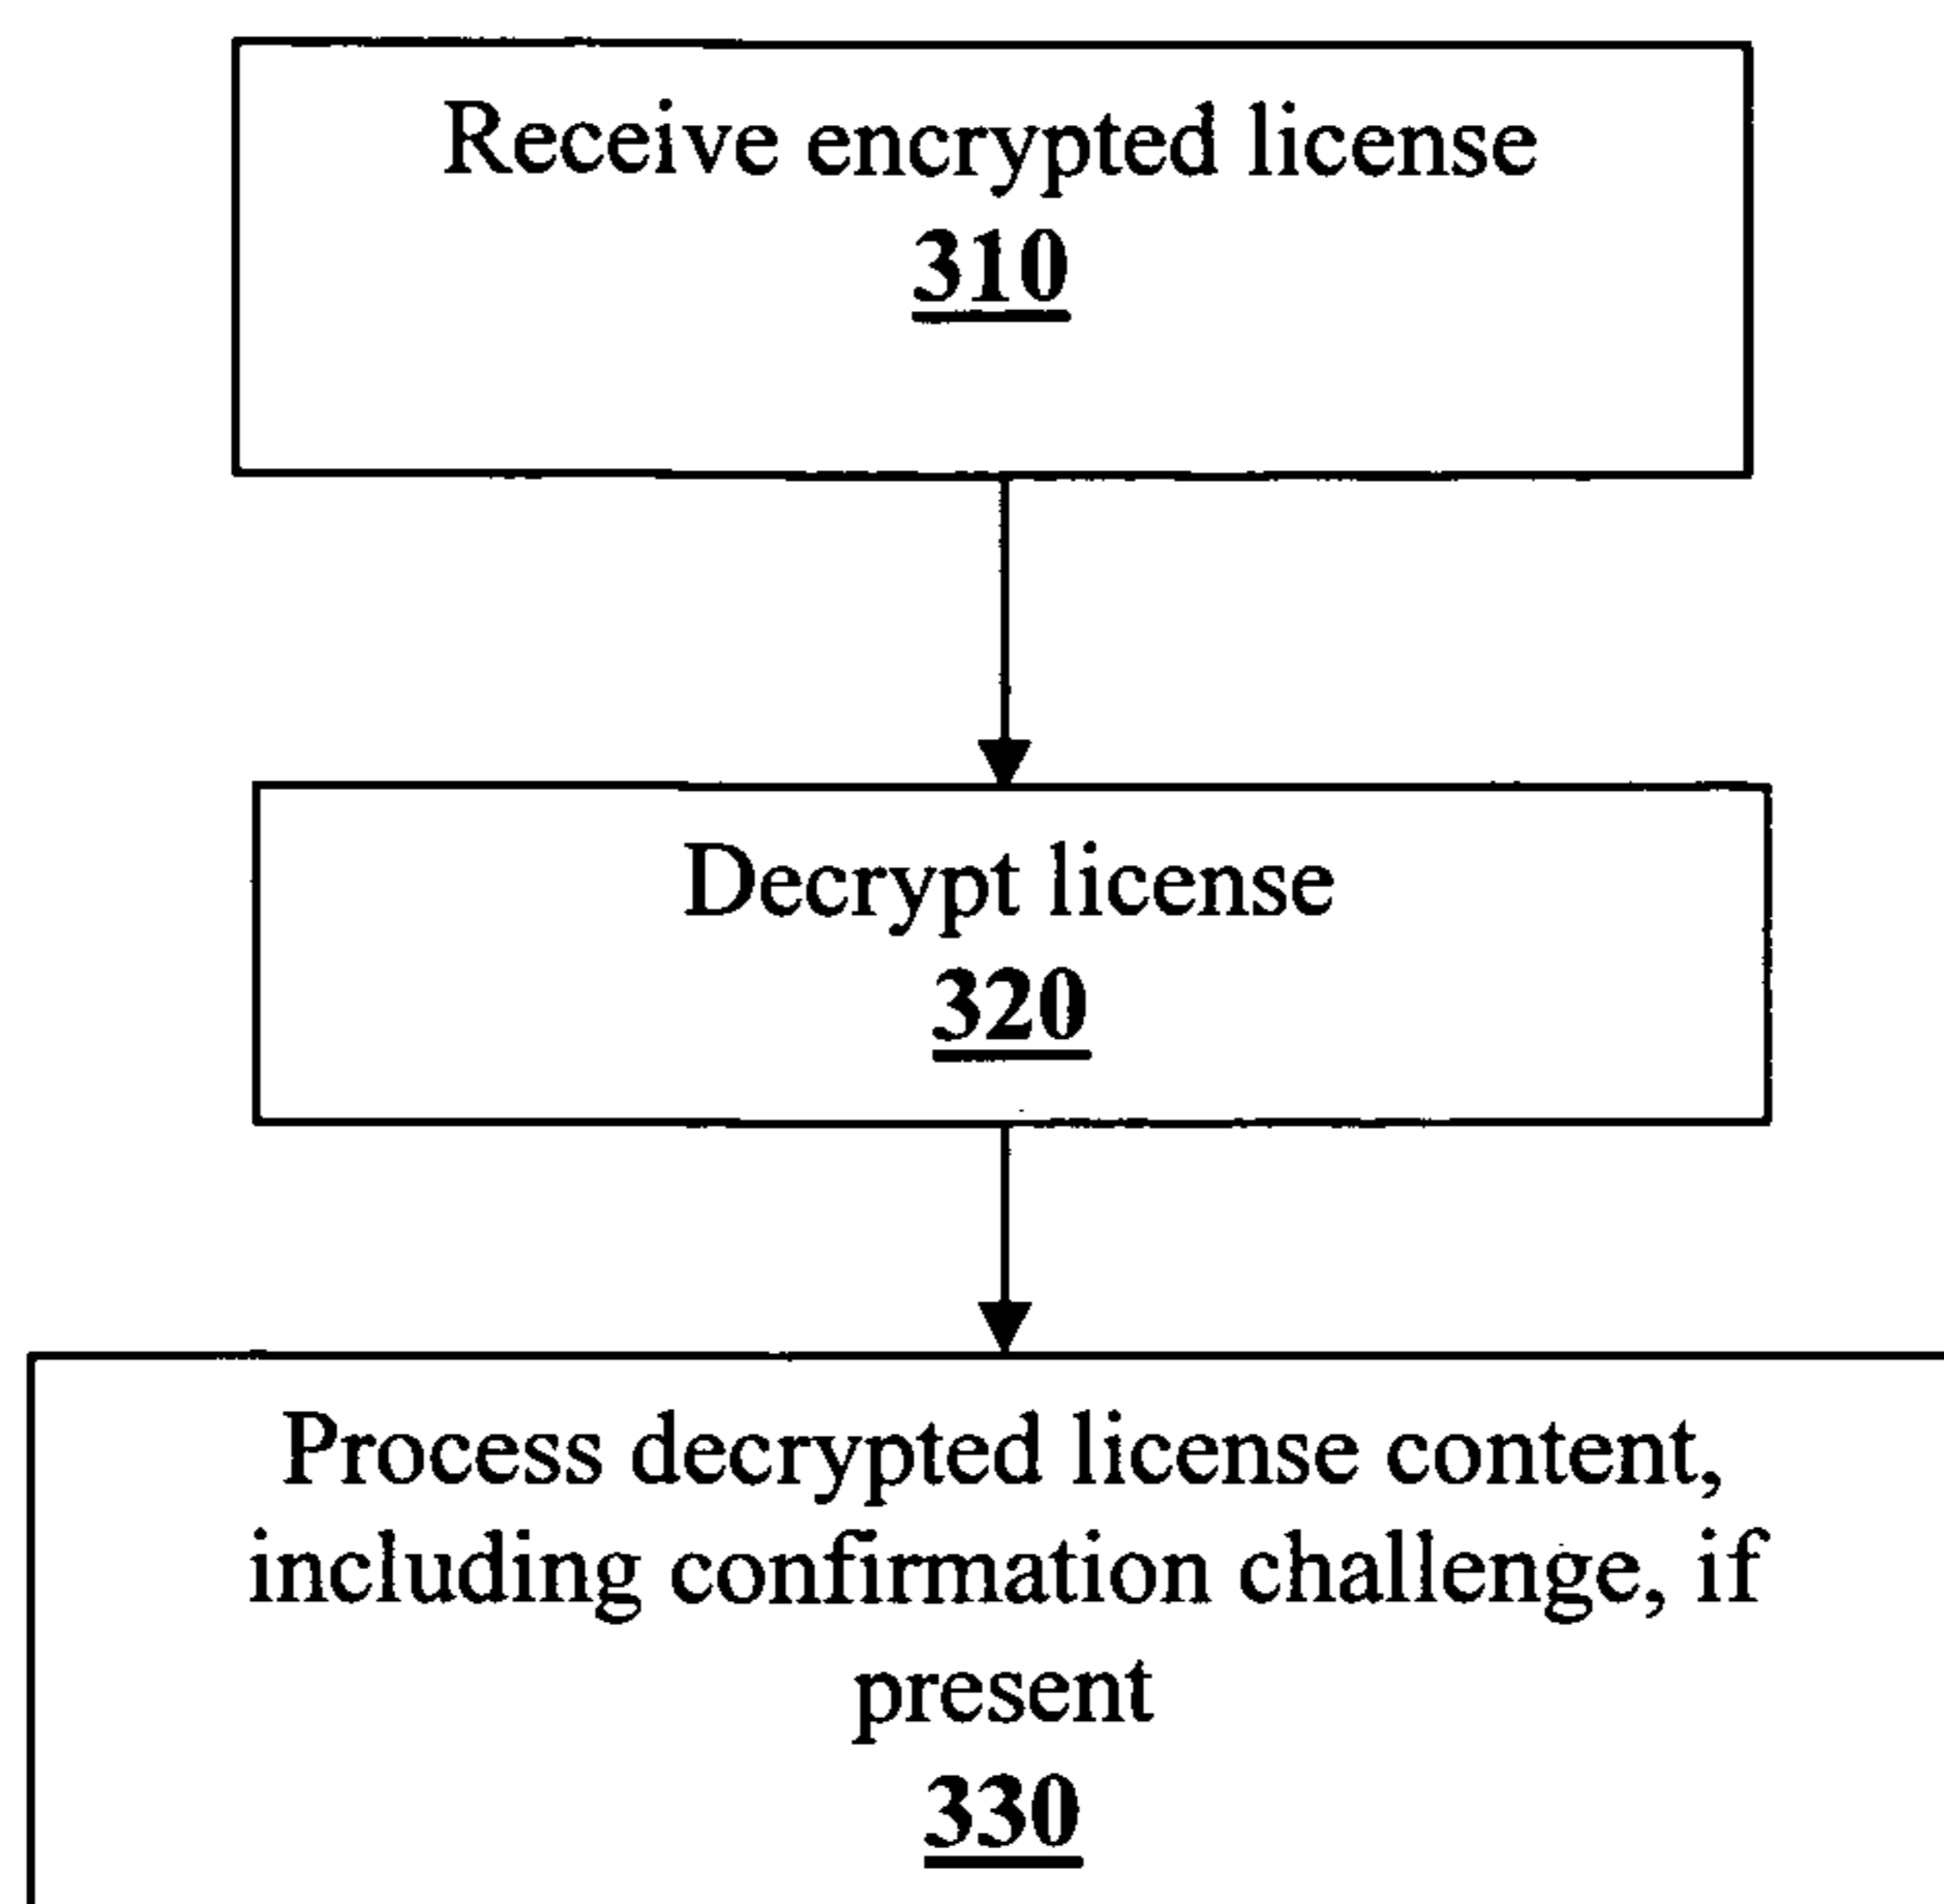 Receive encrypted license
310
Decrypt license
320
Process decrypted license content,
including confirmation challenge, if
present
330